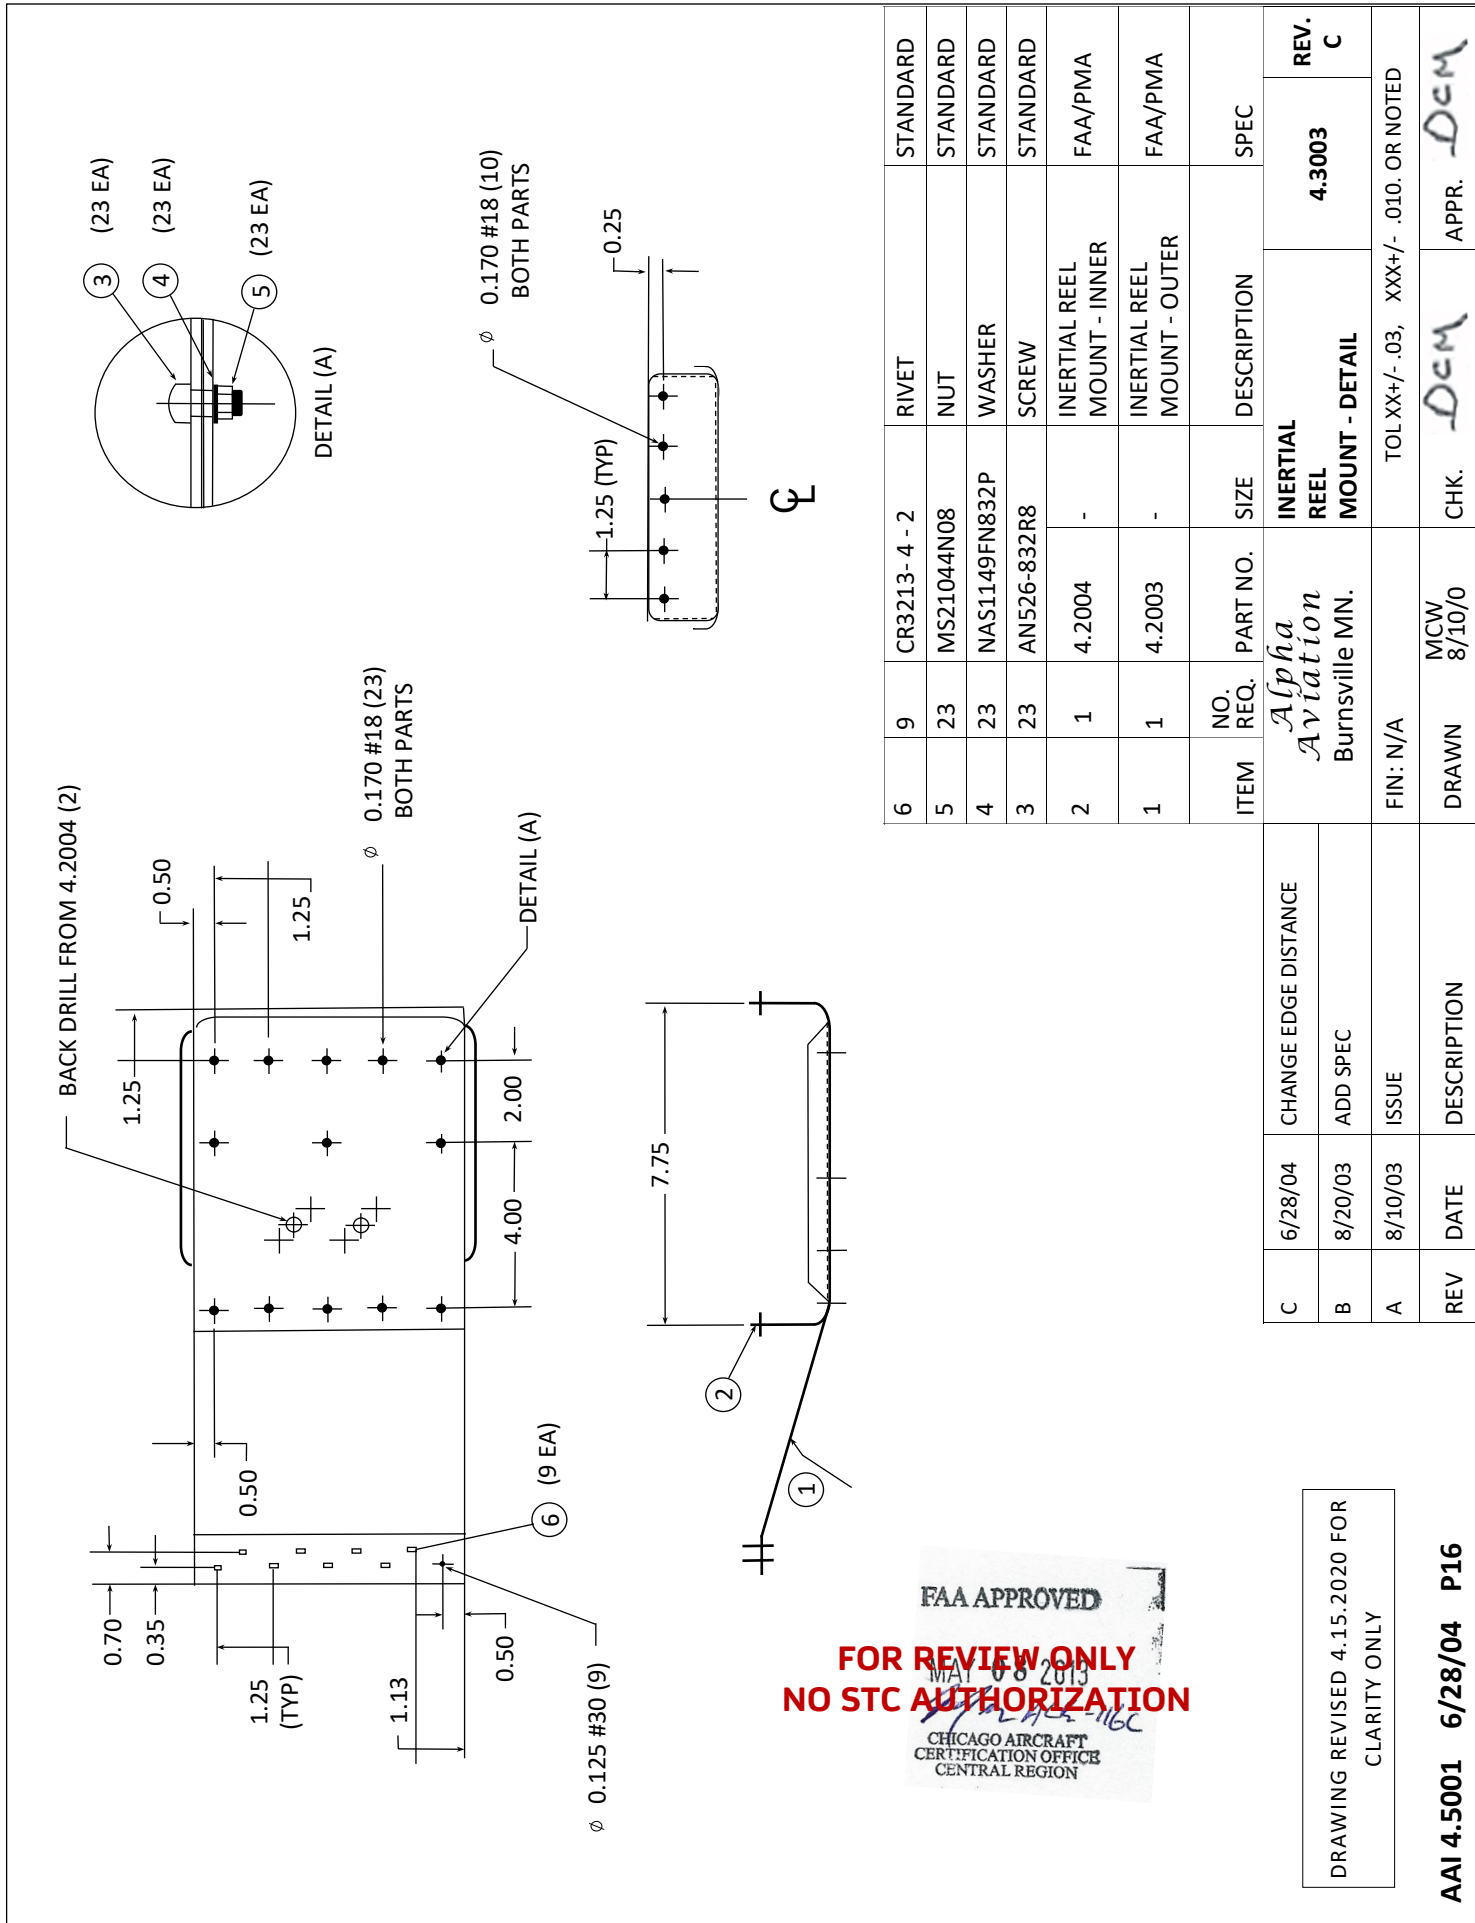 BACK DRILL FROM 4.2004 (2)
1.25
0.50
1.25
⌀ 0.170 #18 (23)
BOTH PARTS
DETAIL (A)
2.00
4.00
0.50
0.70
0.35
1.25
(TYP)
1.13
0.50
6 (9 EA)
⌀ 0.125 #30 (9)
3 (23 EA)
4 (23 EA)
5 (23 EA)
DETAIL (A)
⌀ 0.170 #18 (10)
BOTH PARTS
0.25
1.25 (TYP)
CL
7.75
2
1
FAA APPROVED
MAY 08 2013
CHICAGO AIRCRAFT
CERTIFICATION OFFICE
CENTRAL REGION
FOR REVIEW ONLY
NO STC AUTHORIZATION
6 9 CR3213- 4 - 2 RIVET STANDARD
5 23 MS21044N08 NUT STANDARD
4 23 NAS1149FN832P WASHER STANDARD
3 23 AN526-832R8 SCREW STANDARD
2 1 4.2004 - INERTIAL REEL MOUNT - INNER FAA/PMA
1 1 4.2003 - INERTIAL REEL MOUNT - OUTER FAA/PMA
ITEM NO. REQ. PART NO. SIZE DESCRIPTION SPEC
Alpha
Aviation
Burnsville MN.
INERTIAL
REEL
MOUNT - DETAIL
4.3003
REV.
C
FIN: N/A
TOL XX+/- .03, XXX+/- .010. OR NOTED
DRAWN MCW 8/10/0
CHK. DCM
APPR. DCM
C 6/28/04 CHANGE EDGE DISTANCE
B 8/20/03 ADD SPEC
A 8/10/03 ISSUE
REV DATE DESCRIPTION
DRAWING REVISED 4.15.2020 FOR
CLARITY ONLY
AAI 4.5001 6/28/04 P16